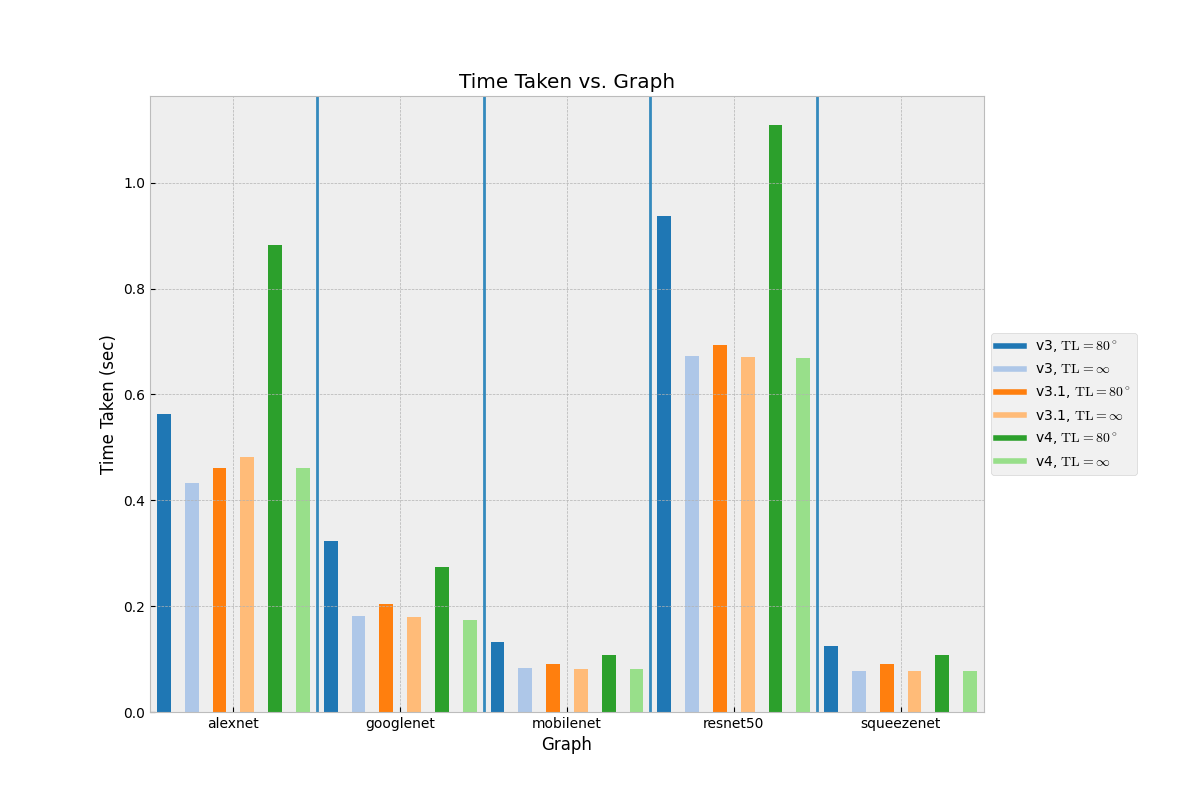 Time Taken vs. Graph
Time Taken (sec)
1.0
0.8
0.6
0.4
0.2
0.0
alexnet googlenet mobilenet resnet50 squeezenet
Graph
v3, TL = 80°
v3, TL = ∞
v3.1, TL = 80°
v3.1, TL = ∞
v4, TL = 80°
v4, TL = ∞